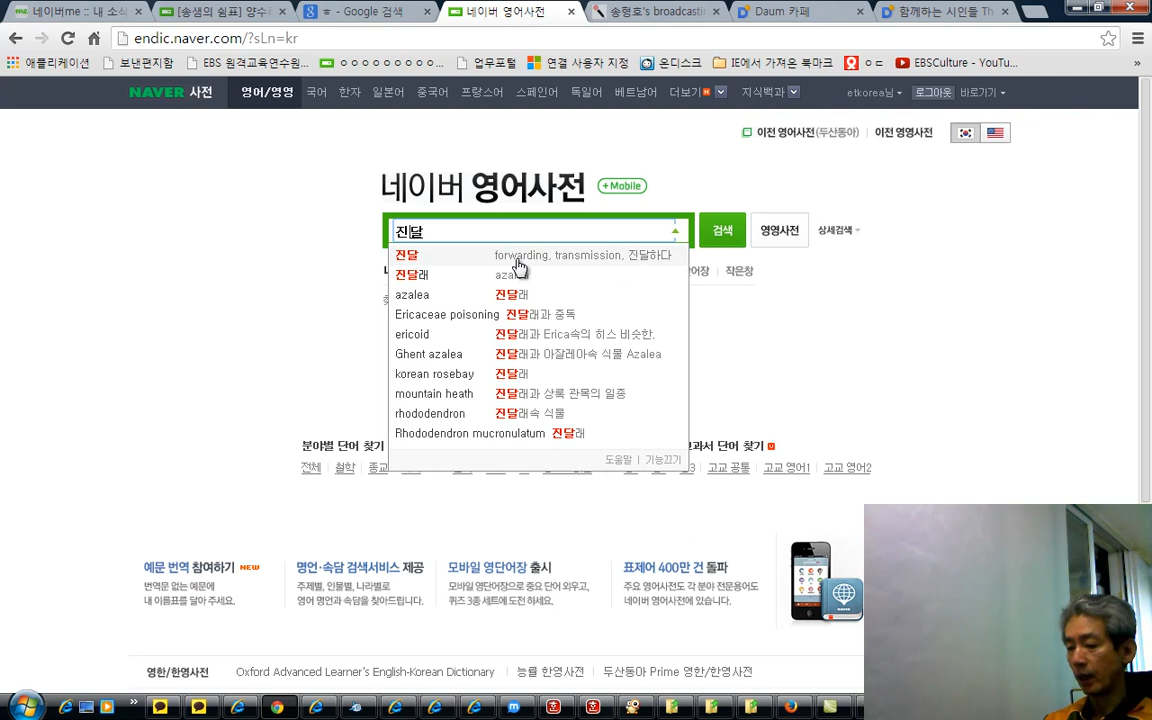 네이버me :: 내 소식
[송샘의 쉼표] 양수
ㅎ - Google 검색
네이버 영어사전
송형호's broadcastin
Daum 카페
함께하는 시인들 Th
endic.naver.com/?sLn=kr
애플리케이션 보낸편지함 EBS 원격교육연수원... ㅇㅇㅇㅇㅇㅇㅇㅇㅇ... 업무포털 연결 사용자 지정 온디스크 IE에서 가져온 북마크 ㅇㄷ EBSCulture - YouTu... »
NAVER 사전 영어/영영 국어 한자 일본어 중국어 프랑스어 스페인어 독일어 베트남어 더보기 지식백과 etkorea님 로그아웃 바로가기
이전 영어사전(두산동아) 이전 영영사전
네이버 영어사전 +Mobile
진달 검색 영영사전 상세검색
진달 forwarding, transmission, 진달하다
진달래 aza
azalea 진달래
Ericaceae poisoning 진달래과 중독
ericoid 진달래과 Erica속의 히스 비슷한.
Ghent azalea 진달래과 아잘레아속 식물 Azalea
korean rosebay 진달래
mountain heath 진달래과 상록 관목의 일종
rhododendron 진달래속 식물
Rhododendron mucronulatum 진달래
도움말 | 기능끄기
어장 작은창
분야별 단어 찾기 과서 단어 찾기
전체 철학 종교 3 고교 공통 고교 영어1 고교 영어2
예문 번역 참여하기 NEW
번역문 없는 예문에
내 이름표를 달아 주세요.
명언·속담 검색서비스 제공
주제별, 인물별, 나라별로
영어 명언과 속담을 찾아드립니다.
모바일 영단어장 출시
모바일 영단어장으로 중요 단어 외우고,
퀴즈 3종 세트에 도전 하세요.
표제어 400만 건 돌파
주요 영어사전도 각 분야 전문용어도
네이버 영어사전에 있습니다.
영한/한영사전 Oxford Advanced Learner's English-Korean Dictionary | 능률 한영사전 | 두산동아 Prime 영한/한영사전